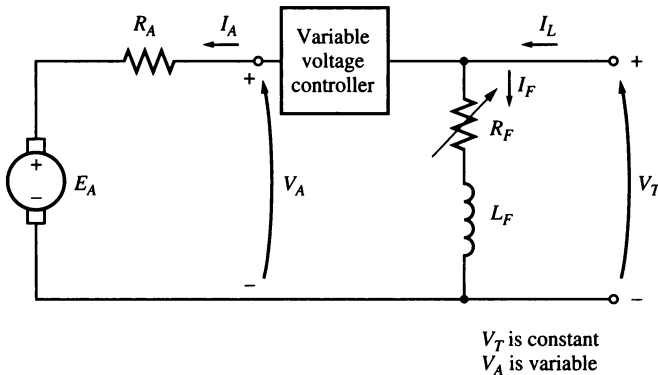 R_A
I_A
Variable
voltage
controller
I_L
+
+
I_F
R_F
+
−
E_A
V_A
V_T
L_F
−
−
V_T is constant
V_A is variable